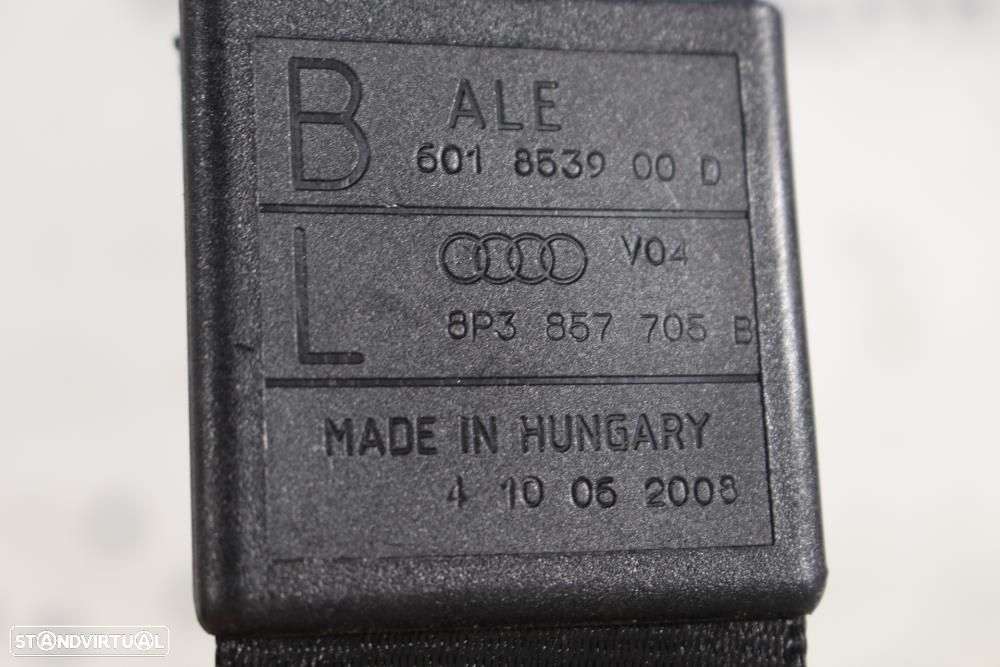 B ALE
601 8539 00 D
L V04
8P3 857 705 B
MADE IN HUNGARY
4 10 06 2008
STANDVIRTUAL